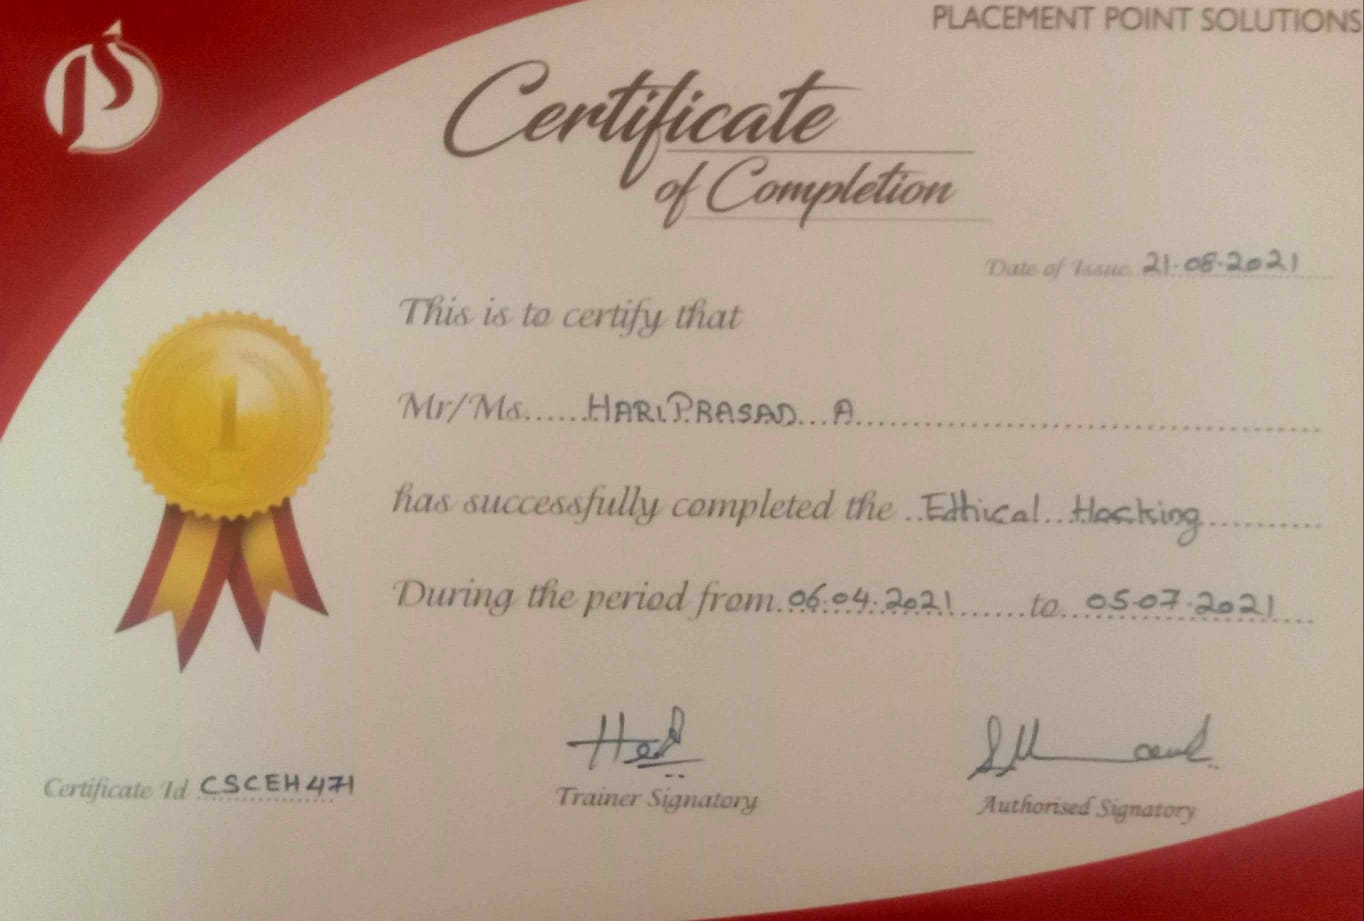 PLACEMENT POINT SOLUTIONS
Certificate
of Completion
Date of Issue 21.08.2021
This is to certify that
Mr/Ms......HARI.PRASAD...A
has successfully completed the ..Ethical..Hacking
During the period from.06.04.2021......to..05.07.2021
1
Certificate Id CSCEH471
Trainer Signatory
Authorised Signatory